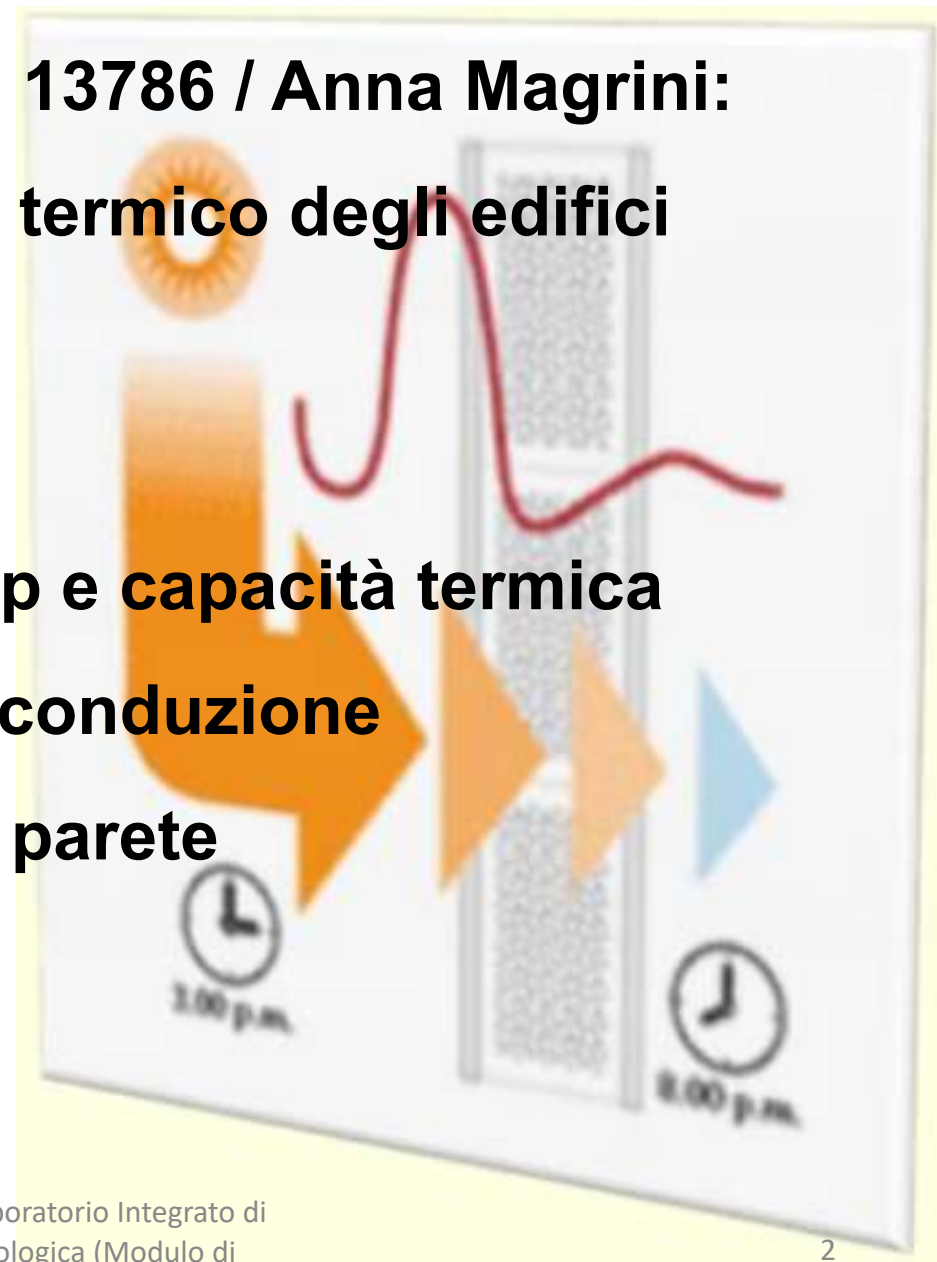 13786 / Anna Magrini:
termico degli edifici
p e capacità termica
conduzione
parete
3.00 p.m.
8.00 p.m.
boratorio Integrato di
ologica (Modulo di
2